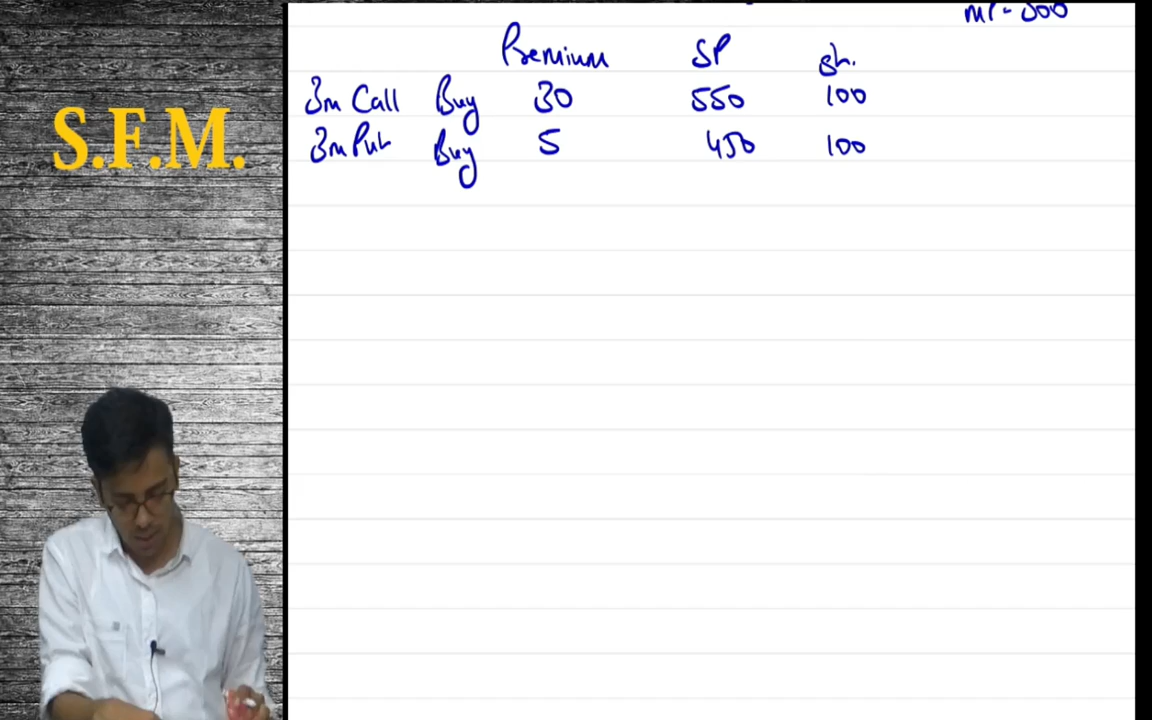 MP- 500
Premium SP Sh.
3m Call Buy 30 550 100
3m Put Buy 5 450 100
S.F.M.